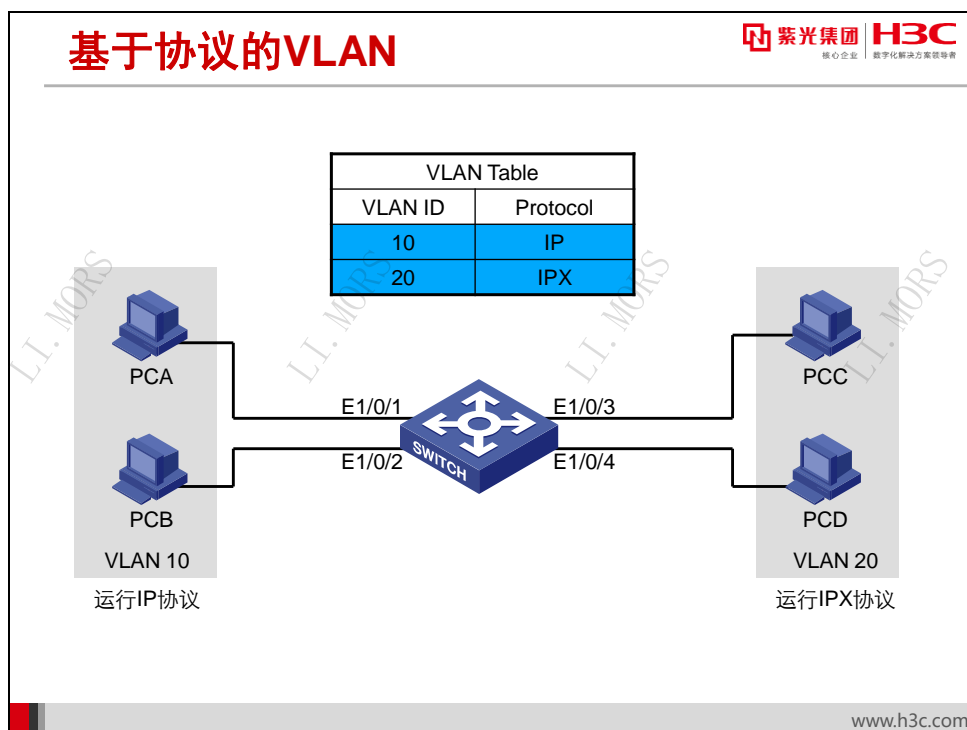 基于协议的VLAN
紫光集团
核心企业
H3C
数字化解决方案领导者
VLAN Table
VLAN ID Protocol
10 IP
20 IPX
LI. MORS
LI. MORS
LI. MORS
LI. MORS
PCA
PCC
E1/0/1
E1/0/3
SWITCH
E1/0/2
E1/0/4
PCB
PCD
VLAN 10
VLAN 20
运行IP协议
运行IPX协议
www.h3c.com